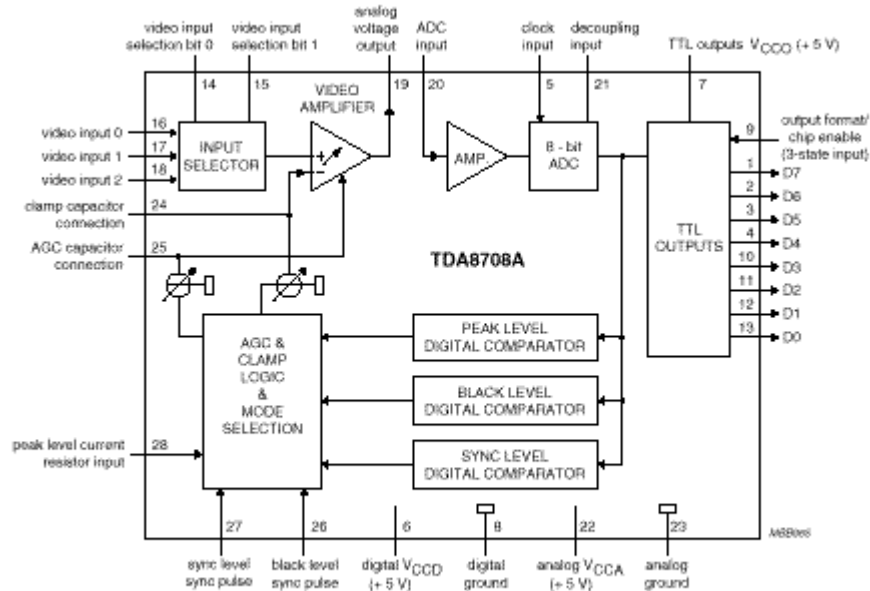 video input
selection bit 0
video input
selection bit 1
analog
voltage
output
ADC
input
clock
input
decoupling
input
TTL outputs VCCO (+ 5 V)
14
15
VIDEO
AMPLIFIER
19
20
5
21
7
video input 0
16
video input 1
17
video input 2
18
INPUT
SELECTOR
+
−
AMP.
8 - bit
ADC
TTL
OUTPUTS
9
output format/
chip enable
(3-state input)
1
D7
2
D6
3
D5
4
D4
10
D3
11
D2
12
D1
13
D0
clamp capacitor
connection
24
AGC capacitor
connection
25
TDA8708A
AGC &
CLAMP
LOGIC
&
MODE
SELECTION
PEAK LEVEL
DIGITAL COMPARATOR
BLACK LEVEL
DIGITAL COMPARATOR
SYNC LEVEL
DIGITAL COMPARATOR
peak level current
resistor input
28
27
26
6
8
22
23
sync level
sync pulse
black level
sync pulse
digital VCCD
(+ 5 V)
digital
ground
analog VCCA
(+ 5 V)
analog
ground